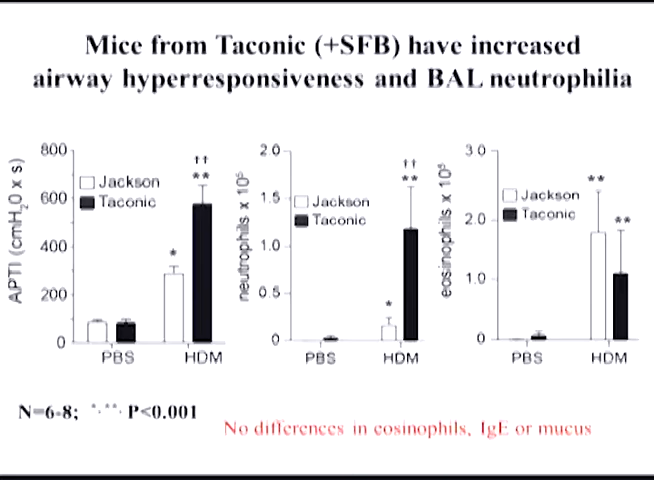 Mice from Taconic (+SFB) have increased
airway hyperresponsiveness and BAL neutrophilia
APTI (cmH₂0 x s)
800
600
400
200
0
Jackson
Taconic
*
††
**
PBS
HDM
neutrophils x 10⁵
2 0
1.5
1.0
0.5
0
Jackson
Taconic
*
††
**
PBS
HDM
eosinophils x 10⁵
3 0
2.0
1.0
0
Jackson
Taconic
**
**
PBS
HDM
N=6-8; *,**, P<0.001
No differences in eosinophils, IgE or mucus